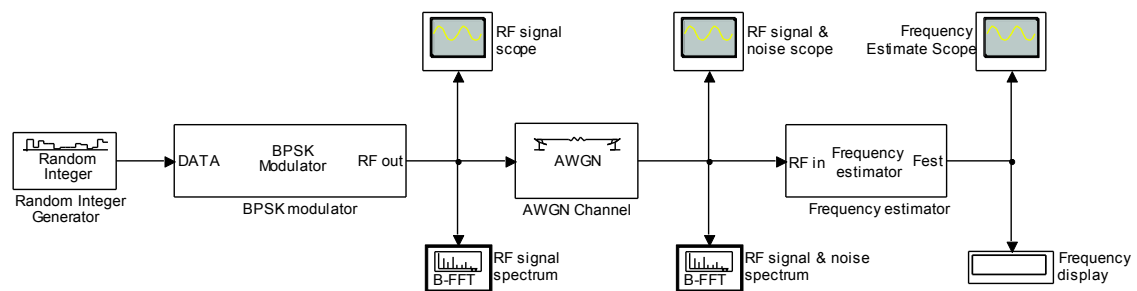 RF signal
scope
RF signal &
noise scope
Frequency
Estimate Scope
Random
Integer
Random Integer
Generator
DATA
BPSK
Modulator
RF out
BPSK modulator
AWGN
AWGN Channel
RF in
Frequency
estimator
Fest
Frequency estimator
B-FFT
RF signal
spectrum
B-FFT
RF signal & noise
spectrum
Frequency
display